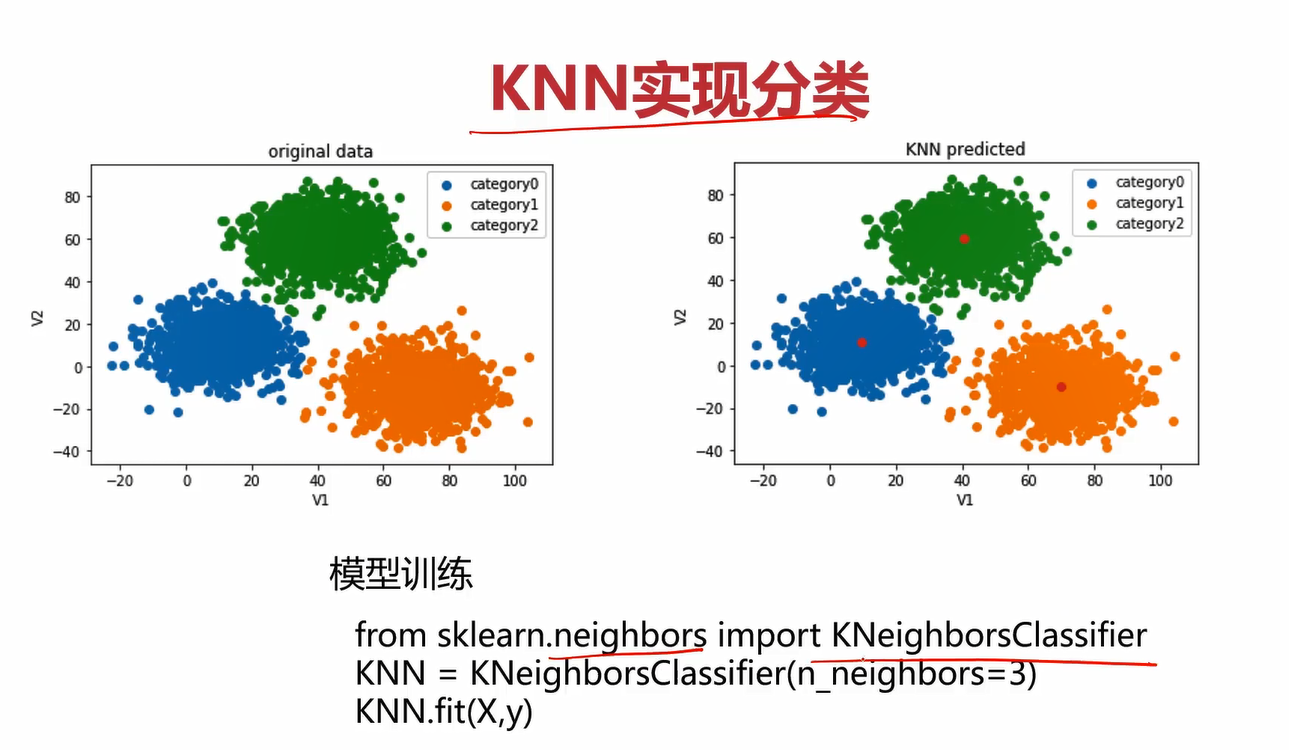 KNN实现分类
original data
category0
category1
category2
80
60
40
20
0
−20
−40
V2
−20 0 20 40 60 80 100
V1
KNN predicted
category0
category1
category2
80
60
40
20
0
−20
−40
V2
−20 0 20 40 60 80 100
V1
模型训练
from sklearn.neighbors import KNeighborsClassifier
KNN = KNeighborsClassifier(n_neighbors=3)
KNN.fit(X,y)